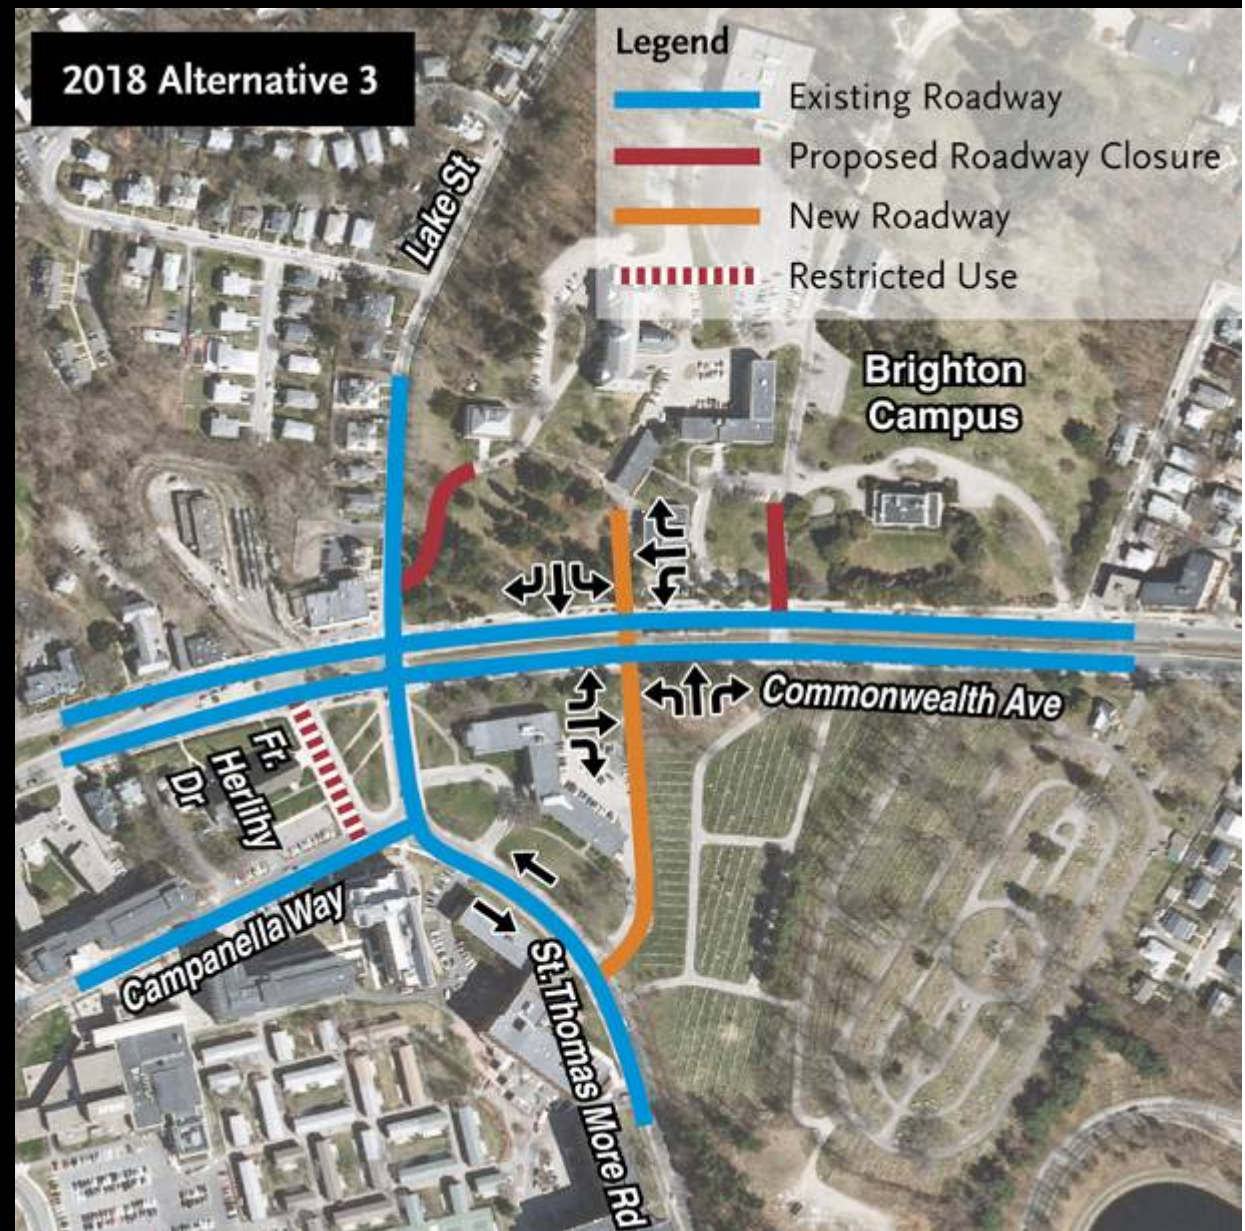 2018 Alternative 3
Legend
Existing Roadway
Proposed Roadway Closure
New Roadway
Restricted Use
Lake St
Brighton
Campus
Commonwealth Ave
Fr.
Herlihy
Dr
Campanella Way
St. Thomas More Rd